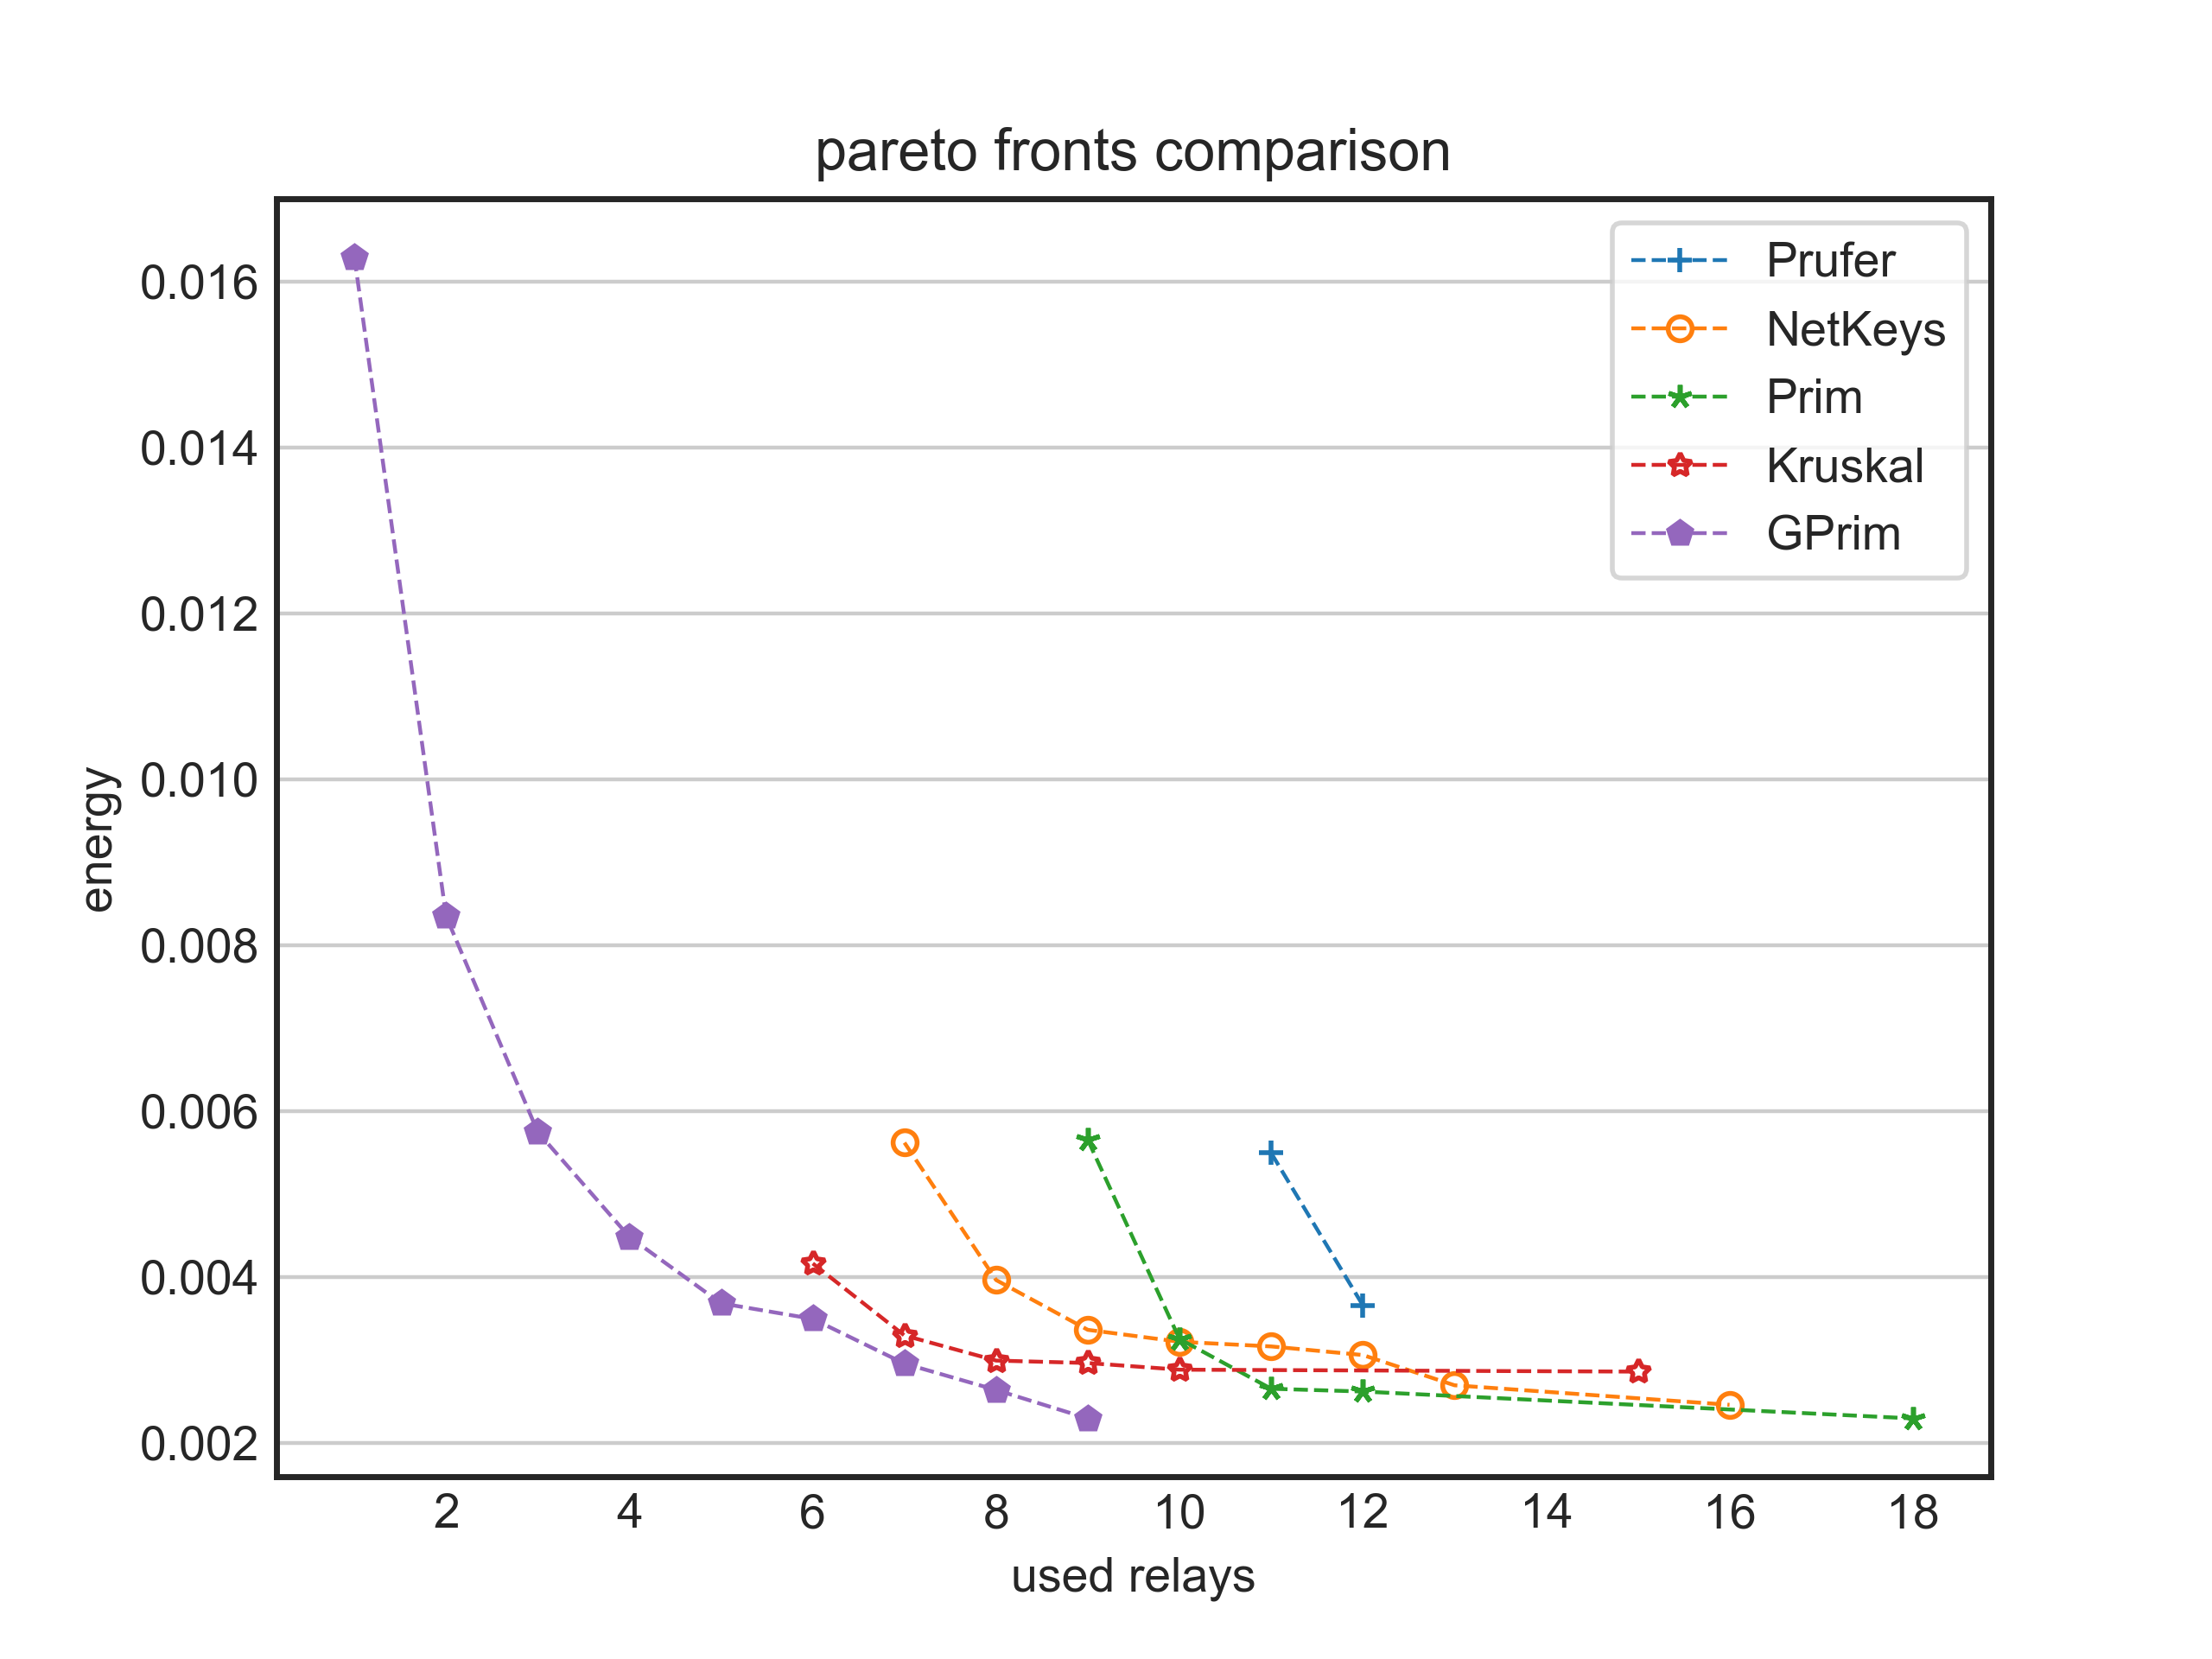 pareto fronts comparison
Prufer
NetKeys
Prim
Kruskal
GPrim
0.016
0.014
0.012
0.010
0.008
0.006
0.004
0.002
energy
2 4 6 8 10 12 14 16 18
used relays